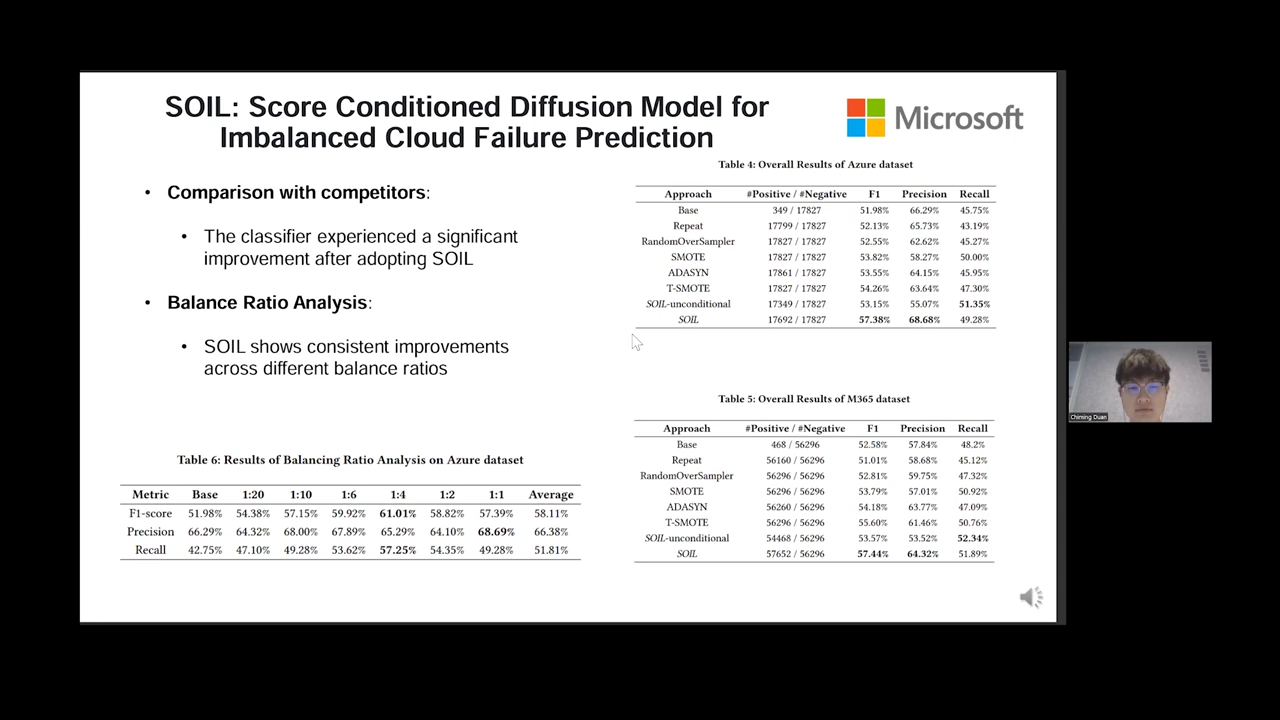 SOIL: Score Conditioned Diffusion Model for
Imbalanced Cloud Failure Prediction
Microsoft
• Comparison with competitors:
• The classifier experienced a significant
improvement after adopting SOIL
• Balance Ratio Analysis:
• SOIL shows consistent improvements
across different balance ratios
Table 6: Results of Balancing Ratio Analysis on Azure dataset
Metric Base 1:20 1:10 1:6 1:4 1:2 1:1 Average
F1-score 51.98% 54.38% 57.15% 59.92% 61.01% 58.82% 57.39% 58.11%
Precision 66.29% 64.32% 68.00% 67.89% 65.29% 64.10% 68.69% 66.38%
Recall 42.75% 47.10% 49.28% 53.62% 57.25% 54.35% 49.28% 51.81%
Table 4: Overall Results of Azure dataset
Approach #Positive / #Negative F1 Precision Recall
Base 349 / 17827 51.98% 66.29% 45.75%
Repeat 17799 / 17827 52.13% 65.73% 43.19%
RandomOverSampler 17827 / 17827 52.55% 62.62% 45.27%
SMOTE 17827 / 17827 53.82% 58.27% 50.00%
ADASYN 17861 / 17827 53.55% 64.15% 45.95%
T-SMOTE 17827 / 17827 54.26% 63.64% 47.30%
SOIL-unconditional 17349 / 17827 53.15% 55.07% 51.35%
SOIL 17692 / 17827 57.38% 68.68% 49.28%
Table 5: Overall Results of M365 dataset
Approach #Positive / #Negative F1 Precision Recall
Base 468 / 56296 52.58% 57.84% 48.2%
Repeat 56160 / 56296 51.01% 58.68% 45.12%
RandomOverSampler 56296 / 56296 52.81% 59.75% 47.32%
SMOTE 56296 / 56296 53.79% 57.01% 50.92%
ADASYN 56260 / 56296 54.18% 63.77% 47.09%
T-SMOTE 56296 / 56296 55.60% 61.46% 50.76%
SOIL-unconditional 54468 / 56296 53.57% 53.52% 52.34%
SOIL 57652 / 56296 57.44% 64.32% 51.89%
Chiming Duan